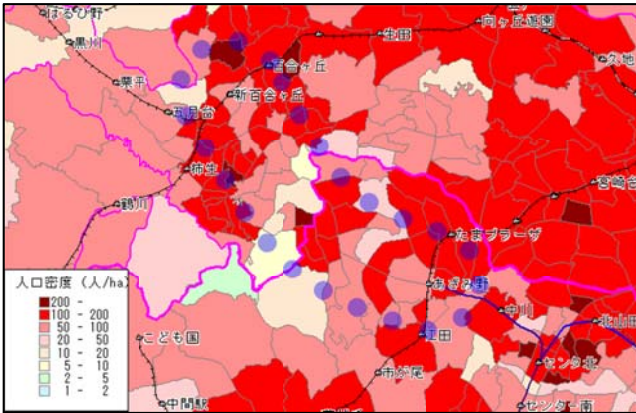 はるひ野
向ヶ丘遊園
黒川
生田
久地
百合ヶ丘
栗平
新百合ヶ丘
五月台
柿生
宮崎台
鶴川
たまプラーザ
人口密度 (人/ha)
200 -
100 - 200
50 - 100
20 - 50
10 - 20
5 - 10
2 - 5
1 - 2
あざみ野
中川
北山田
こども国
江田
センタ北
市が尾
中間駅
センター南